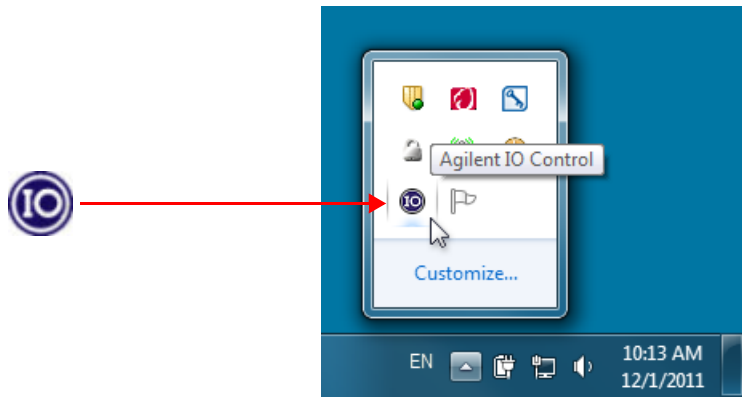 IO
Agilent IO Control
IO
Customize...
EN
10:13 AM
12/1/2011